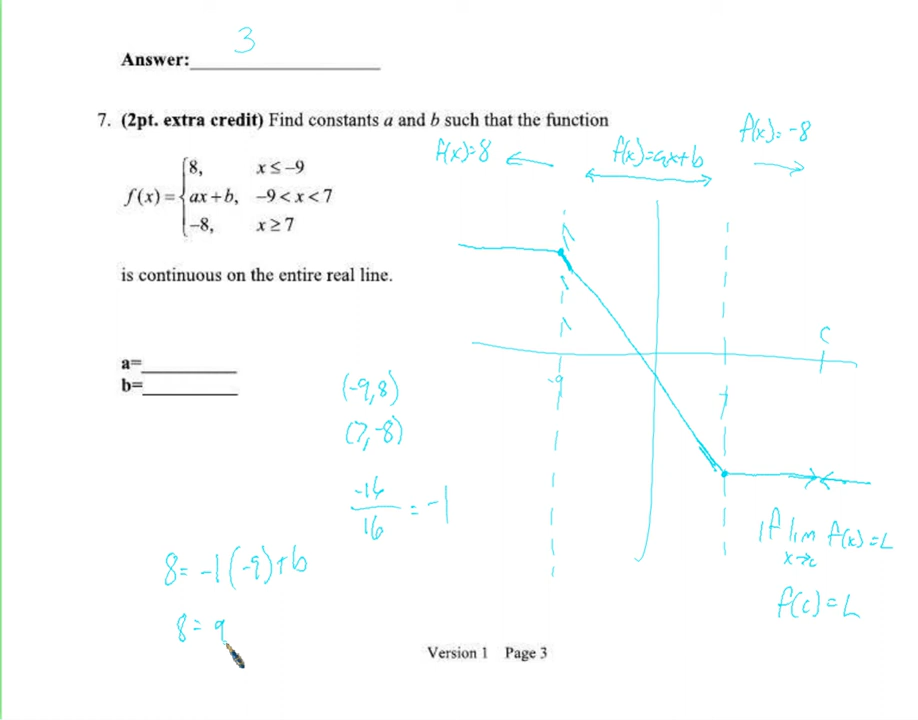 3
Answer:
7. (2pt. extra credit) Find constants a and b such that the function
f(x)=8
f(x)=ax+b
f(x)=-8
8, x ≤ -9
f(x) = { ax + b, -9 < x < 7
-8, x ≥ 7
is continuous on the entire real line.
c
a=
b=
-9
7
(-9,8)
(7,-8)
-16/16 = -1
If lim x→c f(x)=L
f(c)=L
8= -1(-9)+b
8= 9
Version 1 Page 3